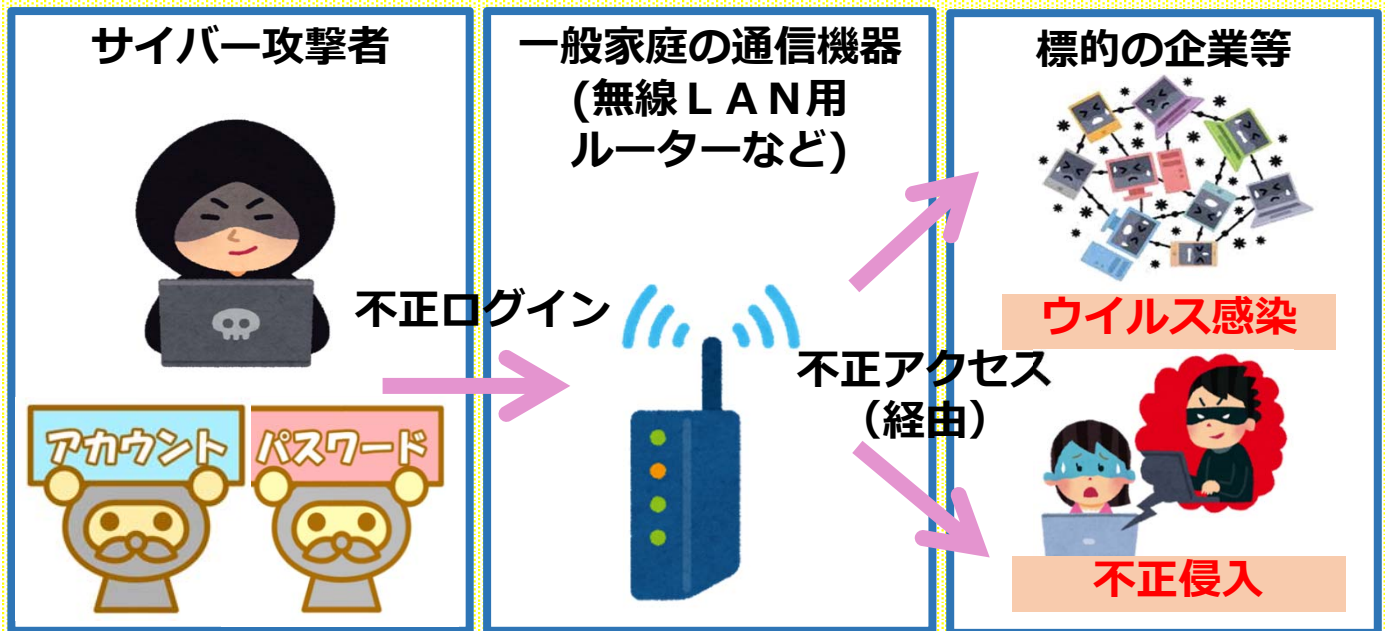 サイバー攻撃者
アカウント
パスワード
不正ログイン
一般家庭の通信機器
(無線ＬＡＮ用
ルーターなど)
不正アクセス
（経由）
標的の企業等
ウイルス感染
不正侵入